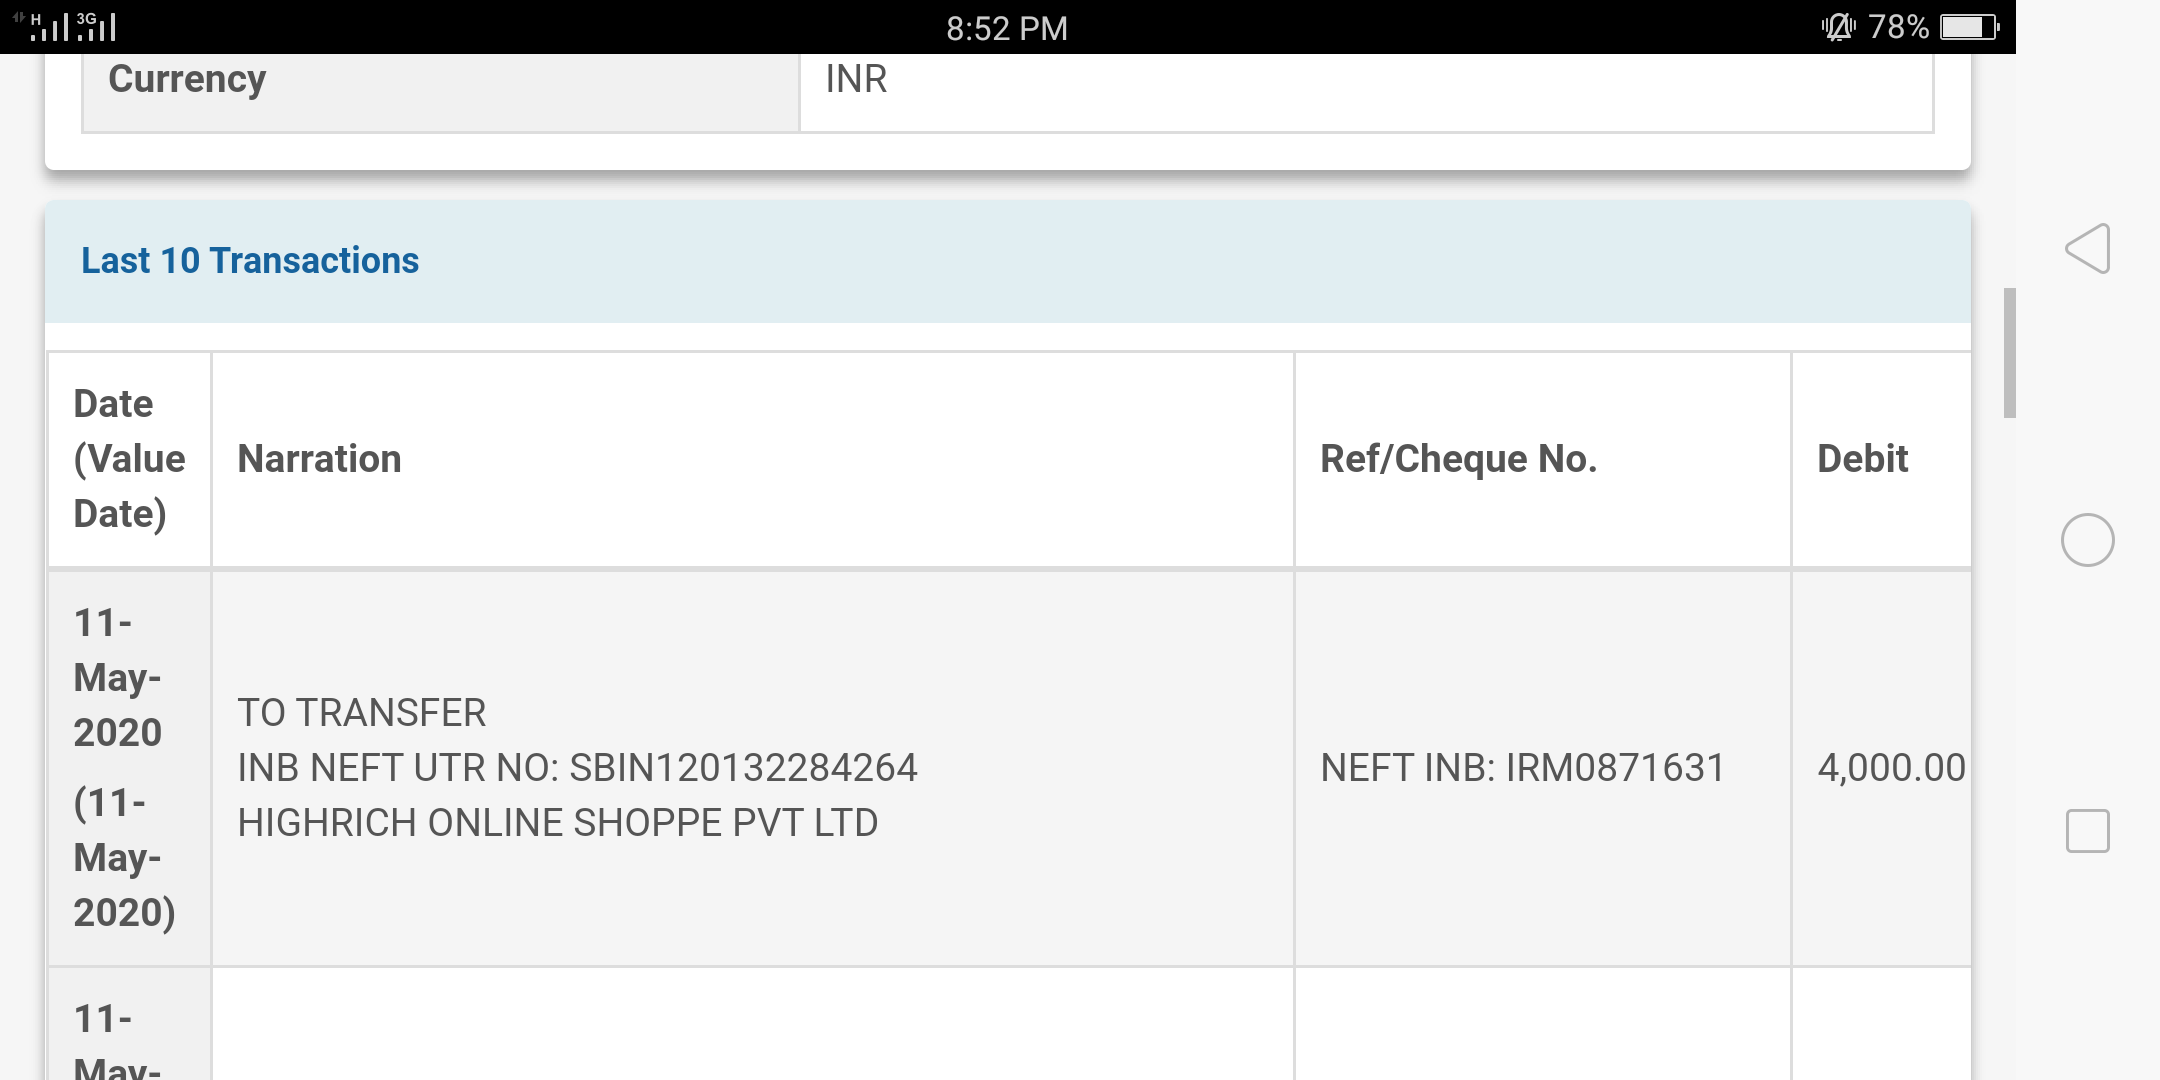 H 3G 8:52 PM 78%
Currency INR
Last 10 Transactions
Date
(Value
Date)
Narration
Ref/Cheque No.
Debit
11-
May-
2020
(11-
May-
2020)
TO TRANSFER
INB NEFT UTR NO: SBIN120132284264
HIGHRICH ONLINE SHOPPE PVT LTD
NEFT INB: IRM0871631
4,000.00
11-
May-